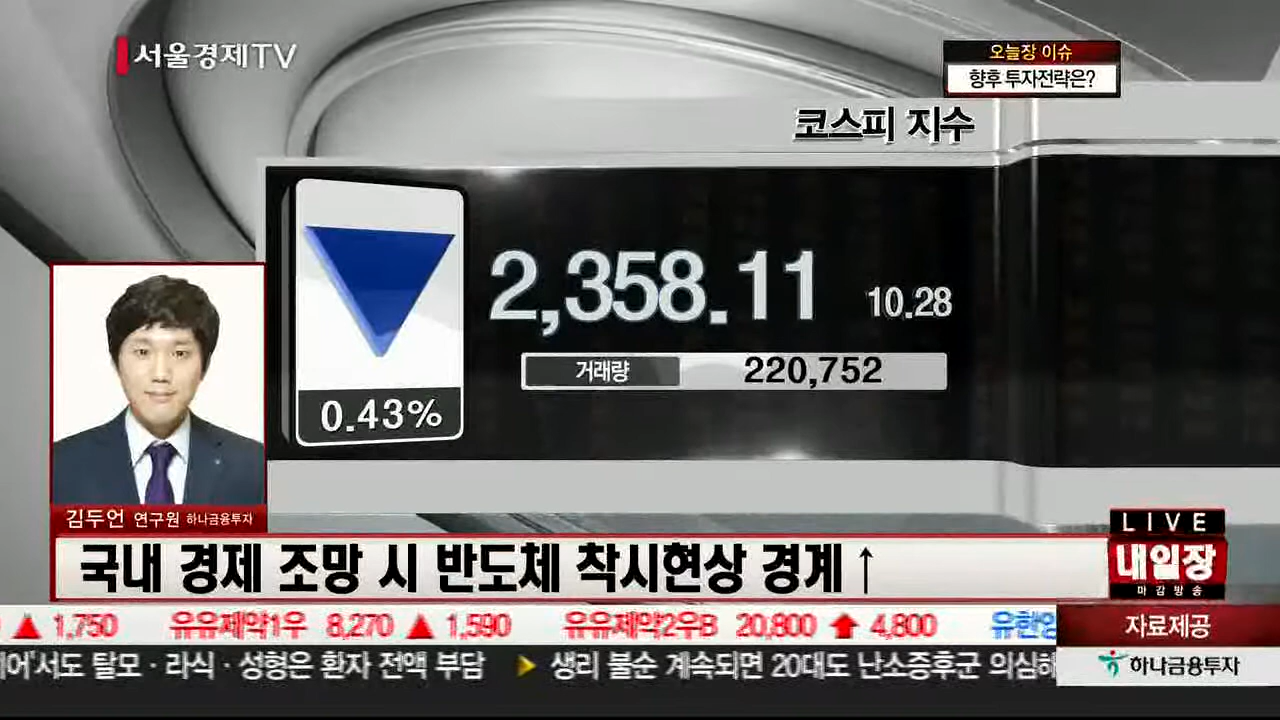 서울경제TV
오늘장 이슈
향후 투자전략은?
코스피 지수
2,358.11 10.28
거래량 220,752
0.43%
김두언 연구원 하나금융투자
국내 경제 조망 시 반도체 착시현상 경계↑
LIVE
내일장
마감방송
▲ 1,750 유유제약1우 8,270 ▲ 1,590 유유제약2우B 20,800 ⬆ 4,800 유한양
자료제공
어'서도 탈모·라식·성형은 환자 전액 부담 ▶ 생리 불순 계속되면 20대도 난소증후군 의심해
하나금융투자